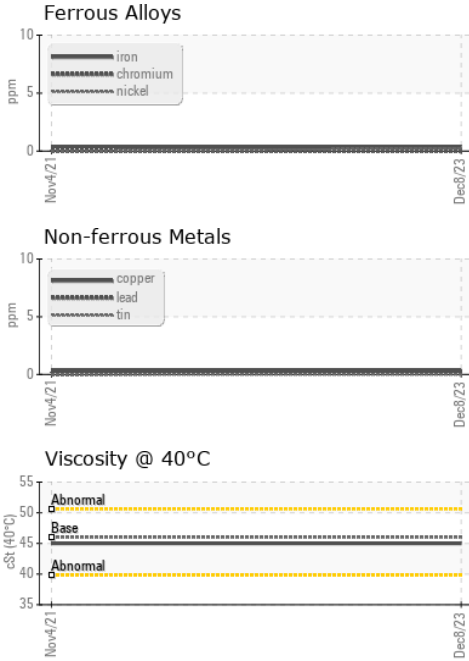 Ferrous Alloys
10
iron
chromium
nickel
ppm
5
0
Nov4/21
Dec8/23
Non-ferrous Metals
10
copper
lead
tin
ppm
5
0
Nov4/21
Dec8/23
Viscosity @ 40°C
55
Abnormal
50
Base
45
cSt (40°C)
Abnormal
40
35
Nov4/21
Dec8/23